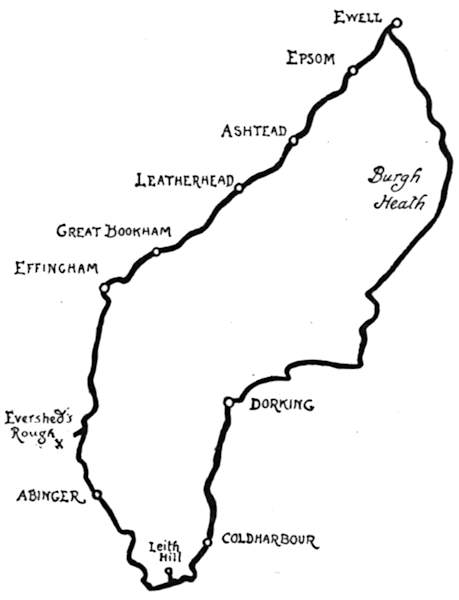 EWELL
EPSOM
ASHTEAD
LEATHERHEAD
Burgh
Heath
GREAT BOOKHAM
EFFINGHAM
DORKING
Evershed's
Rough
x
ABINGER
Leith
Hill
COLDHARBOUR